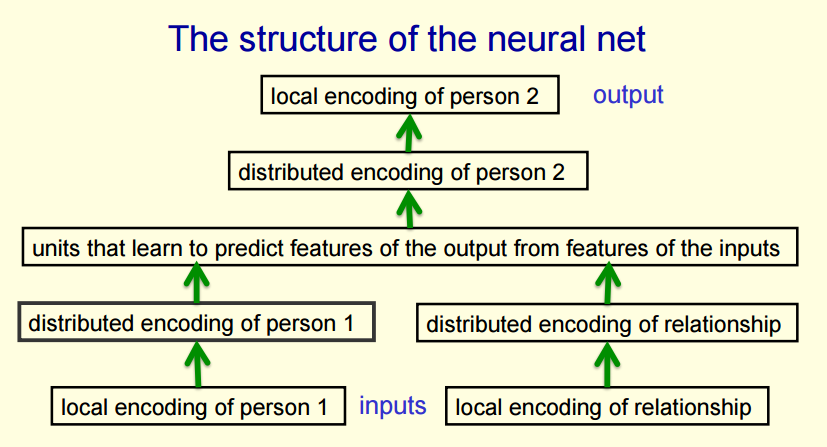 The structure of the neural net
local encoding of person 2
output
distributed encoding of person 2
units that learn to predict features of the output from features of the inputs
distributed encoding of person 1
distributed encoding of relationship
local encoding of person 1
inputs
local encoding of relationship